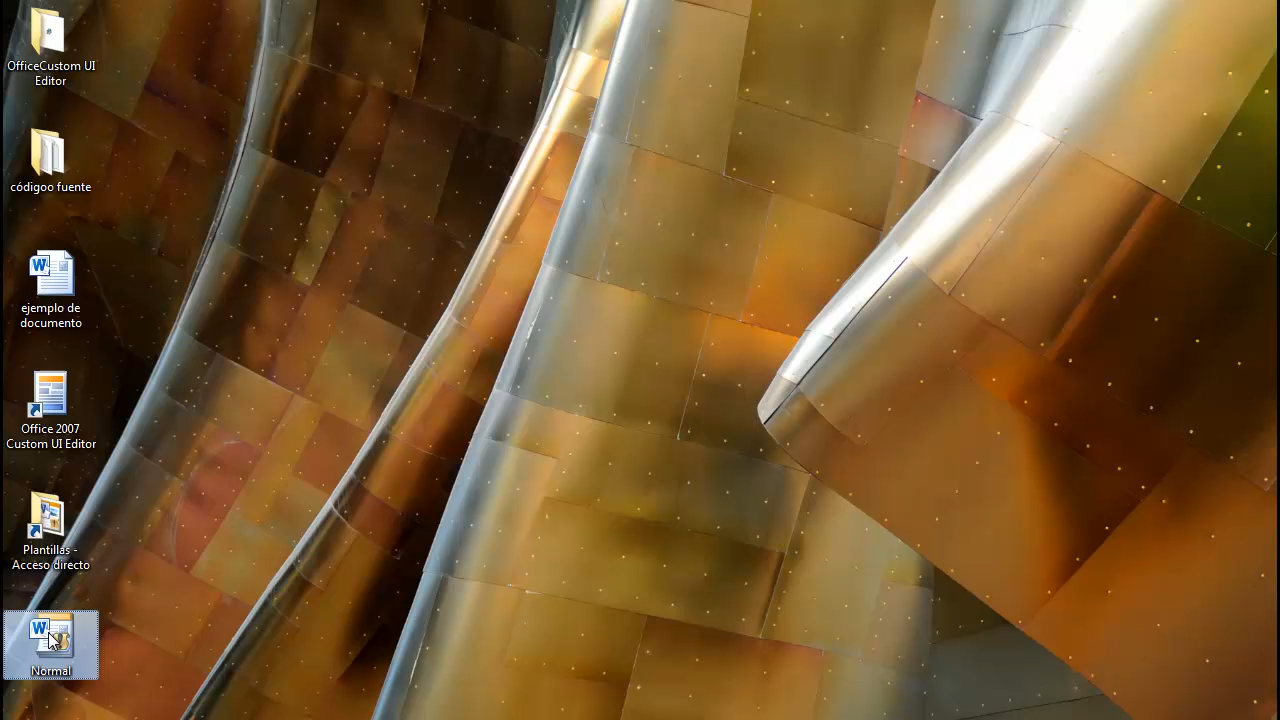 OfficeCustom UI
Editor
códigoo fuente
ejemplo de
documento
Office 2007
Custom UI Editor
Plantillas -
Acceso directo
Normal